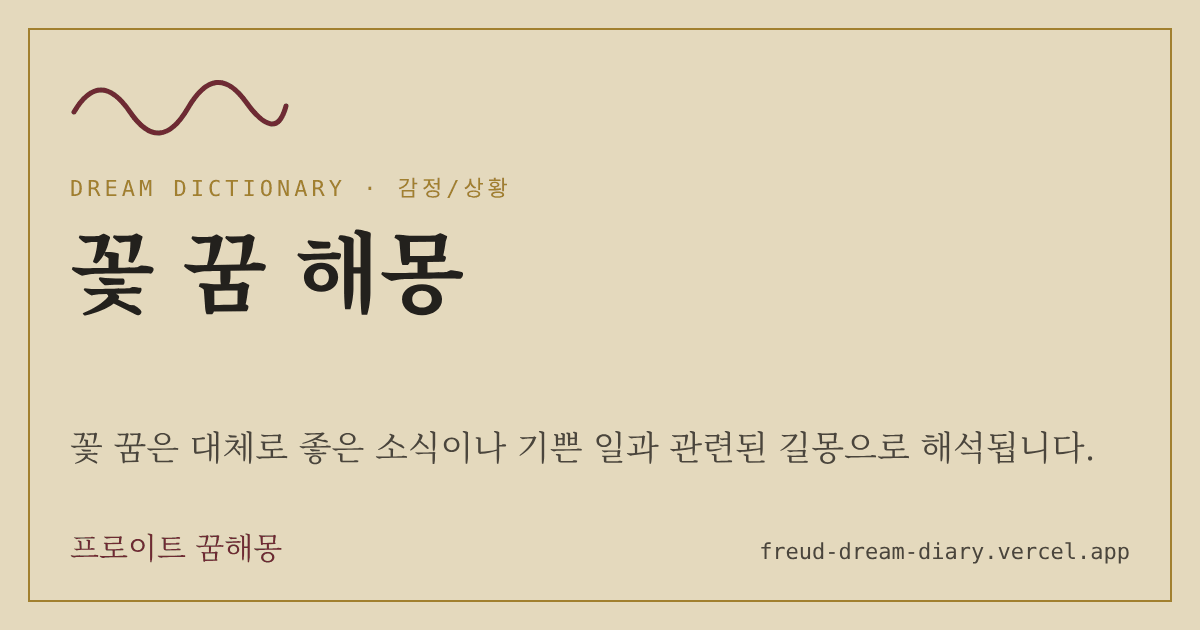 DREAM DICTIONARY · 감정/상황
꽃 꿈 해몽
꽃 꿈은 대체로 좋은 소식이나 기쁜 일과 관련된 길몽으로 해석됩니다.
프로이트 꿈해몽
freud-dream-diary.vercel.app